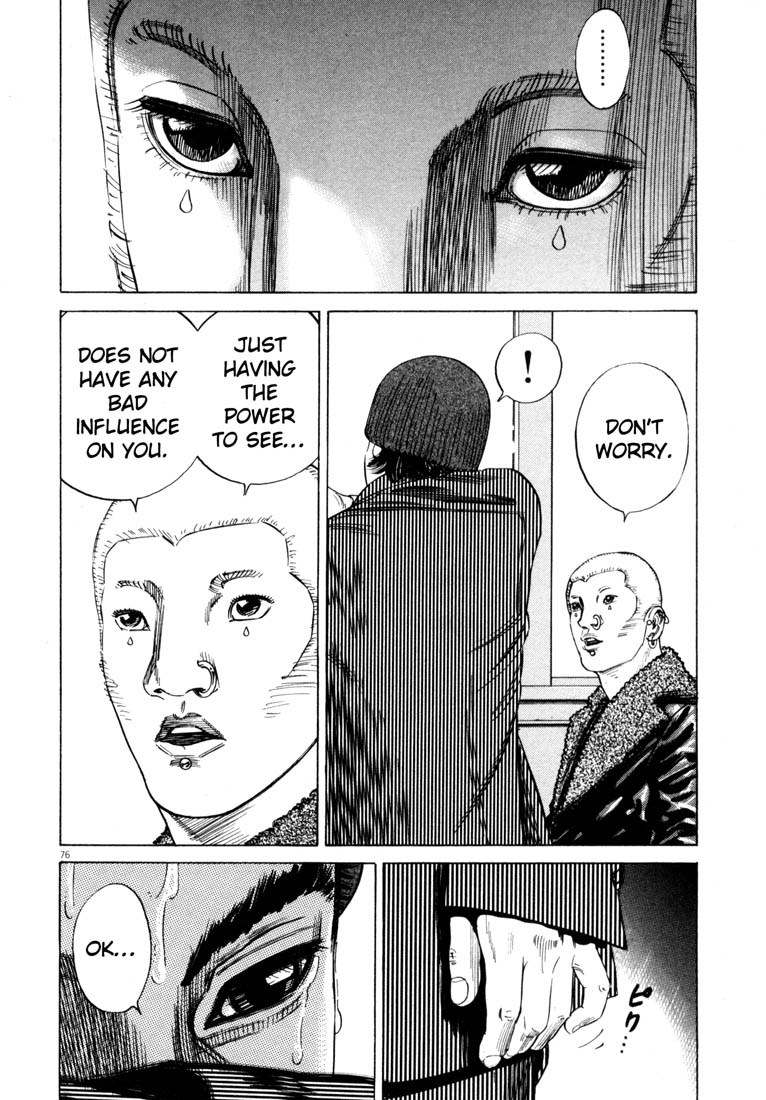 ……
DON'T
WORRY.
!
JUST
HAVING
THE
POWER
TO SEE...
DOES NOT
HAVE ANY
BAD
INFLUENCE
ON YOU.
ピク…
OK...
76